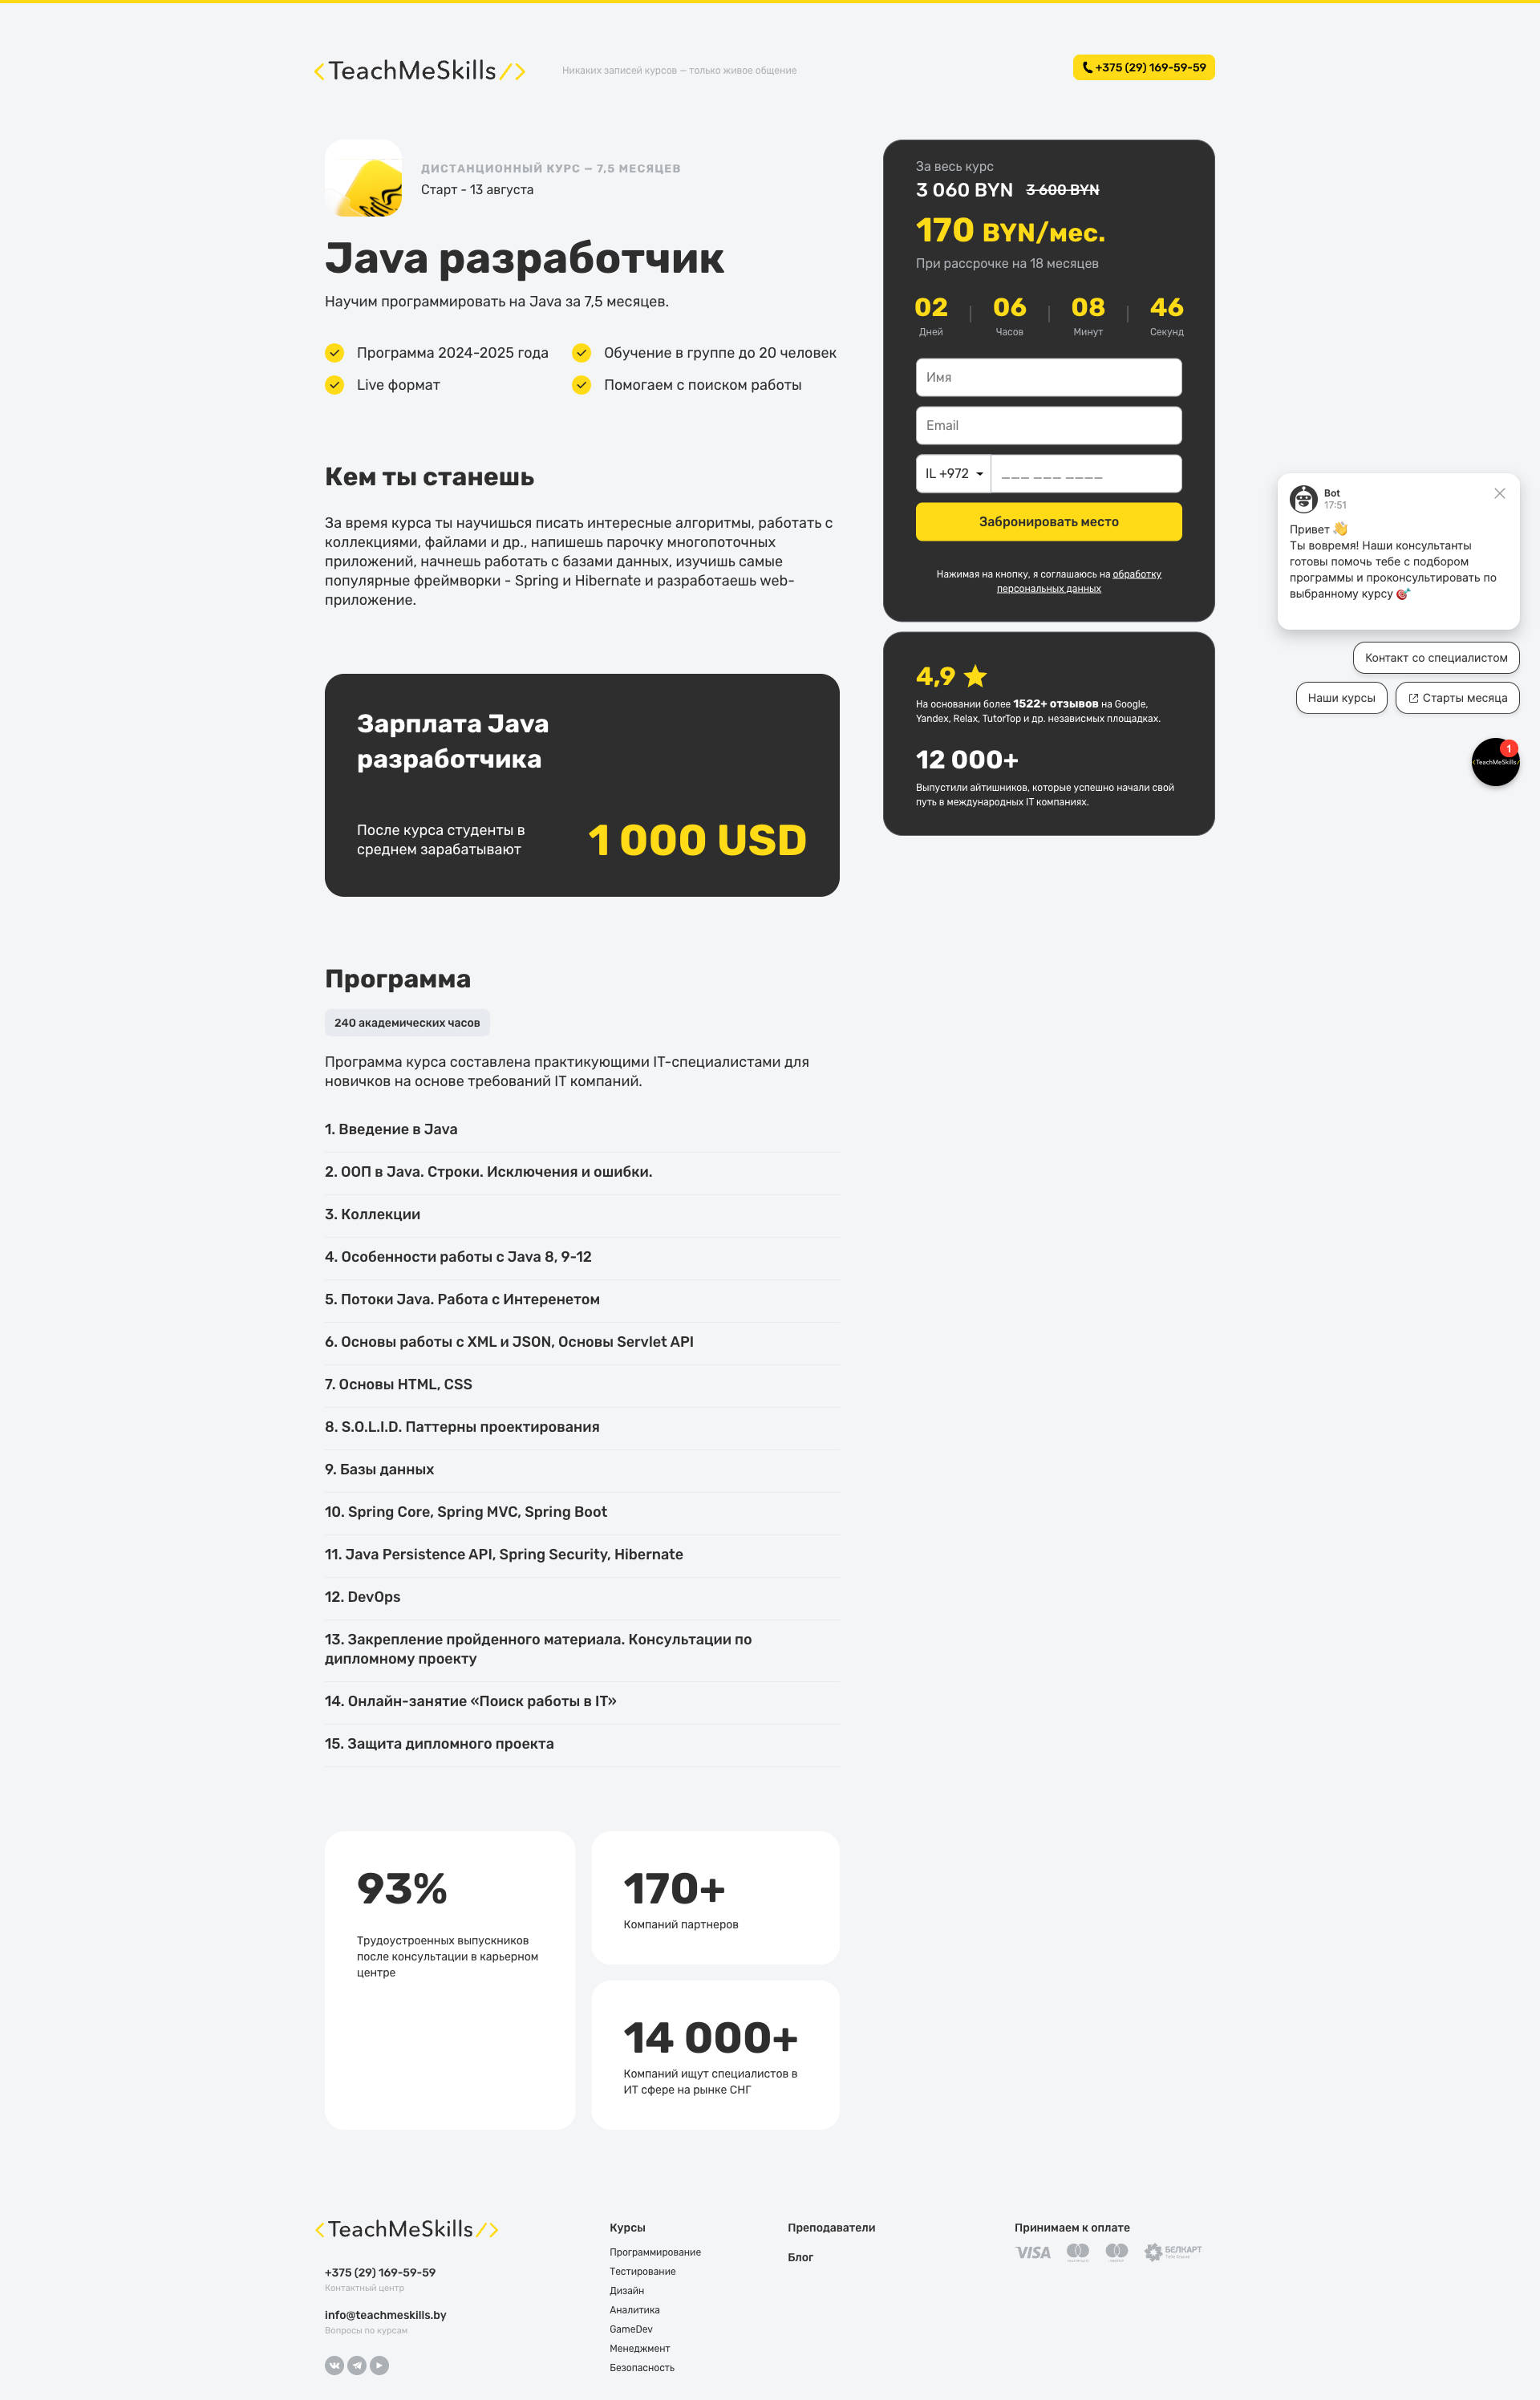 <TeachMeSkills/>
Никаких записей курсов — только живое общение
+375 (29) 169-59-59
ДИСТАНЦИОННЫЙ КУРС — 7,5 МЕСЯЦЕВ
Старт - 13 августа
Java разработчик
Научим программировать на Java за 7,5 месяцев.
Программа 2024-2025 года
Обучение в группе до 20 человек
Live формат
Помогаем с поиском работы
Кем ты станешь
За время курса ты научишься писать интересные алгоритмы, работать с
коллекциями, файлами и др., напишешь парочку многопоточных
приложений, начнешь работать с базами данных, изучишь самые
популярные фреймворки - Spring и Hibernate и разработаешь web-
приложение.
Зарплата Java
разработчика
После курса студенты в
среднем зарабатывают
1 000 USD
За весь курс
3 060 BYN 3 600 BYN
170 BYN/мес.
При рассрочке на 18 месяцев
02 06 08 46
Дней Часов Минут Секунд
Имя
Email
IL +972 ___ ___ ____
Забронировать место
Нажимая на кнопку, я соглашаюсь на обработку
персональных данных
4,9
На основании более 1522+ отзывов на Google,
Yandex, Relax, TutorTop и др. независмых площадках.
12 000+
Выпустили айтишников, которые успешно начали свой
путь в международных IT компаниях.
Bot
17:51
Привет 👋
Ты вовремя! Наши консультанты
готовы помочь тебе с подбором
программы и проконсультировать по
выбранному курсу 🎯
Контакт со специалистом
Наши курсы
Старты месяца
1
<TeachMeSkills/
Программа
240 академических часов
Программа курса составлена практикующими IT-специалистами для
новичков на основе требований IT компаний.
1. Введение в Java
2. ООП в Java. Строки. Исключения и ошибки.
3. Коллекции
4. Особенности работы с Java 8, 9-12
5. Потоки Java. Работа с Интеренетом
6. Основы работы с XML и JSON, Основы Servlet API
7. Основы HTML, CSS
8. S.O.L.I.D. Паттерны проектирования
9. Базы данных
10. Spring Core, Spring MVC, Spring Boot
11. Java Persistence API, Spring Security, Hibernate
12. DevOps
13. Закрепление пройденного материала. Консультации по
дипломному проекту
14. Онлайн-занятие «Поиск работы в IT»
15. Защита дипломного проекта
93%
Трудоустроенных выпускников
после консультации в карьерном
центре
170+
Компаний партнеров
14 000+
Компаний ищут специалистов в
ИТ сфере на рынке СНГ
<TeachMeSkills/>
+375 (29) 169-59-59
Контактный центр
info@teachmeskills.by
Вопросы по курсам
Курсы
Программирование
Тестирование
Дизайн
Аналитика
GameDev
Менеджмент
Безопасность
Преподаватели
Блог
Принимаем к оплате
VISA
БЕЛКАРТ